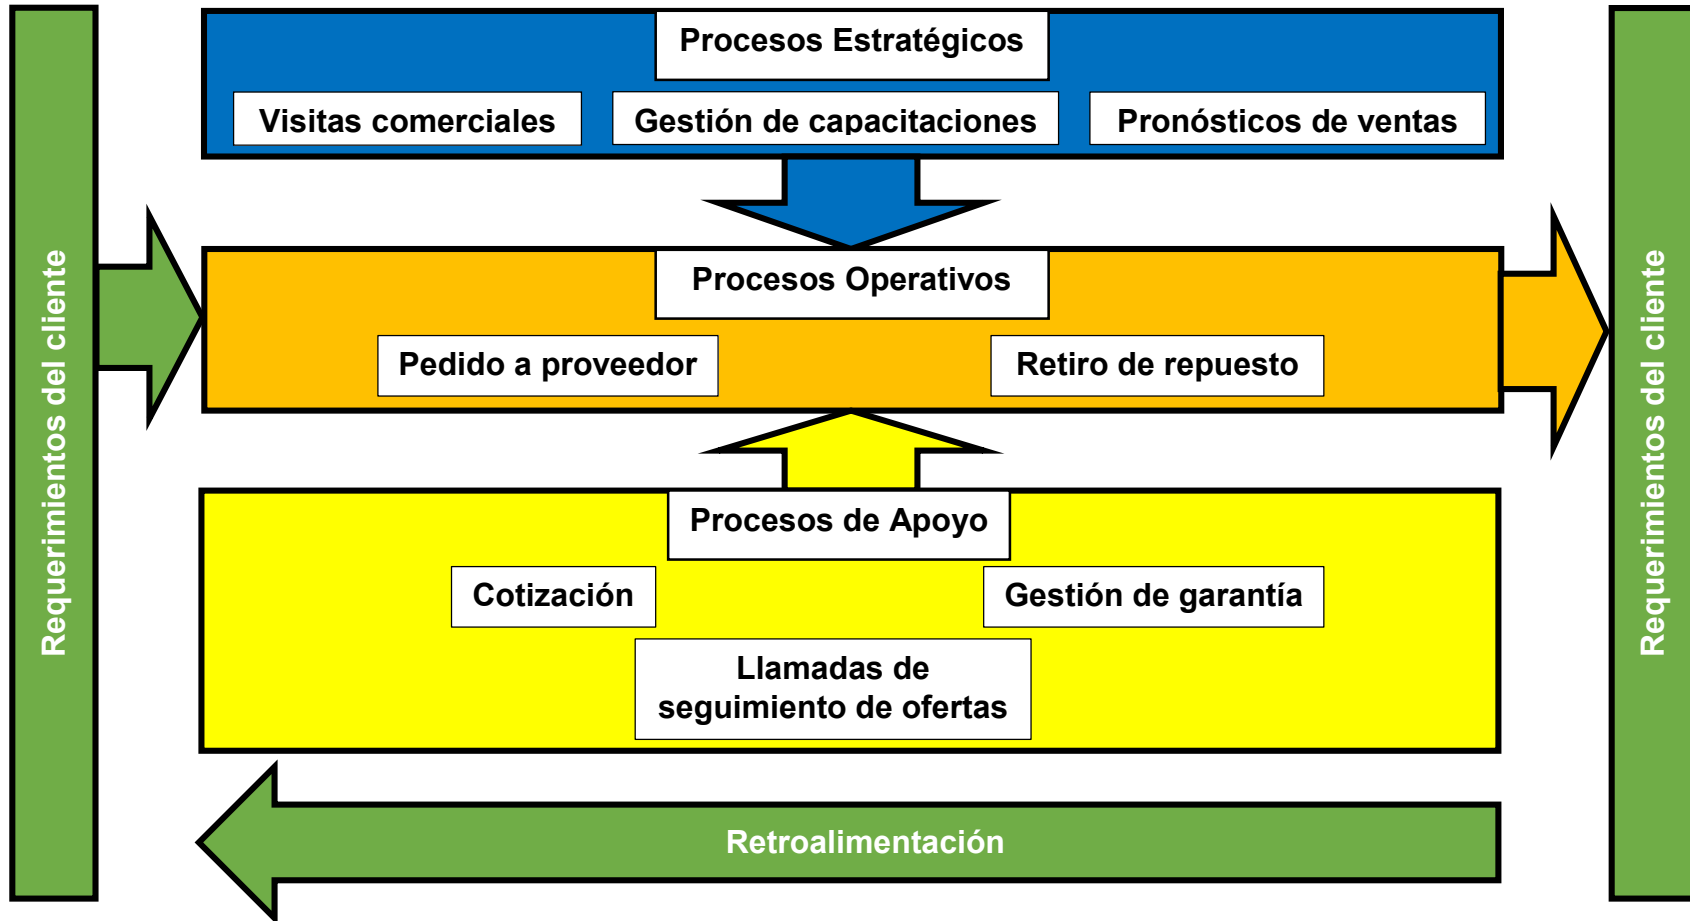 Requerimientos del cliente
Procesos Estratégicos
Visitas comerciales
Gestión de capacitaciones
Pronósticos de ventas
Procesos Operativos
Pedido a proveedor
Retiro de repuesto
Procesos de Apoyo
Cotización
Gestión de garantía
Llamadas de
seguimiento de ofertas
Retroalimentación
Requerimientos del cliente